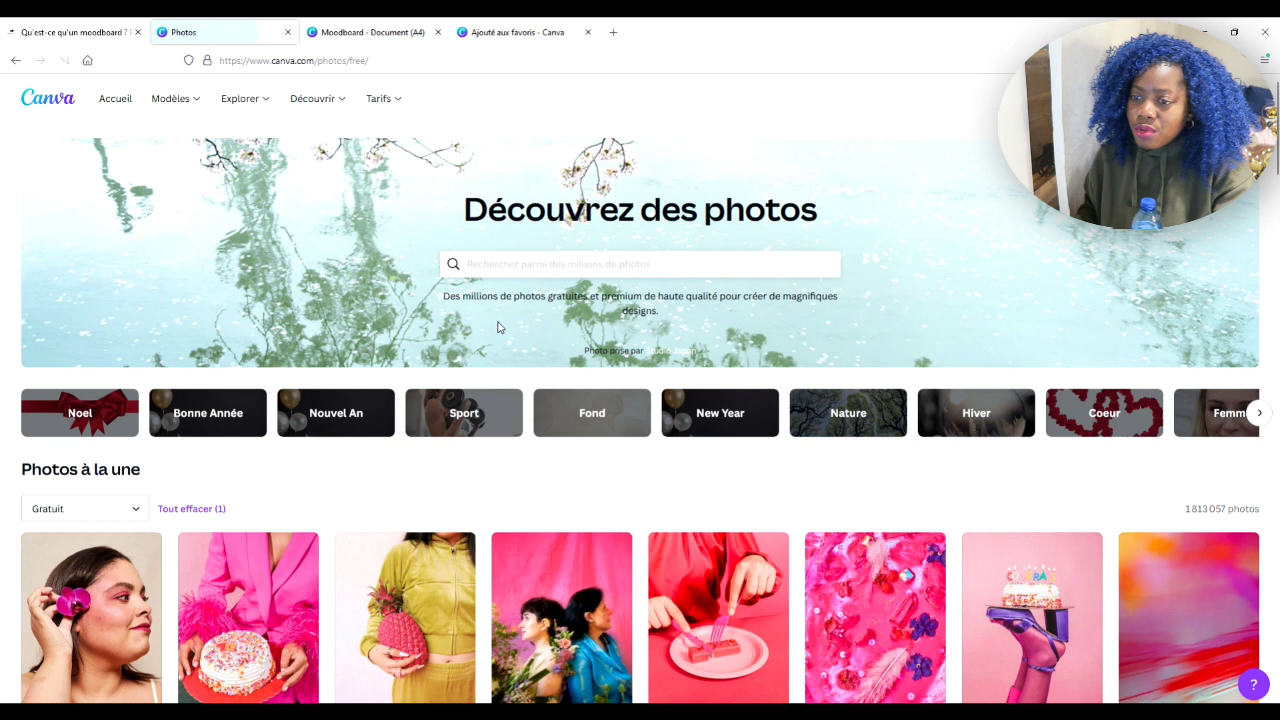 Qu'est-ce qu'un moodboard ?
Photos
Moodboard - Document (A4)
Ajouté aux favoris - Canva
https://www.canva.com/photos/free/
Canva
Accueil
Modèles
Explorer
Découvrir
Tarifs
Découvrez des photos
Rechercher parmi des millions de photos
Des millions de photos gratuites et premium de haute qualité pour créer de magnifiques
designs.
Photo prise par
Noel
Bonne Année
Nouvel An
Sport
Fond
New Year
Nature
Hiver
Coeur
Femm
Photos à la une
Gratuit
Tout effacer (1)
1 813 057 photos
?